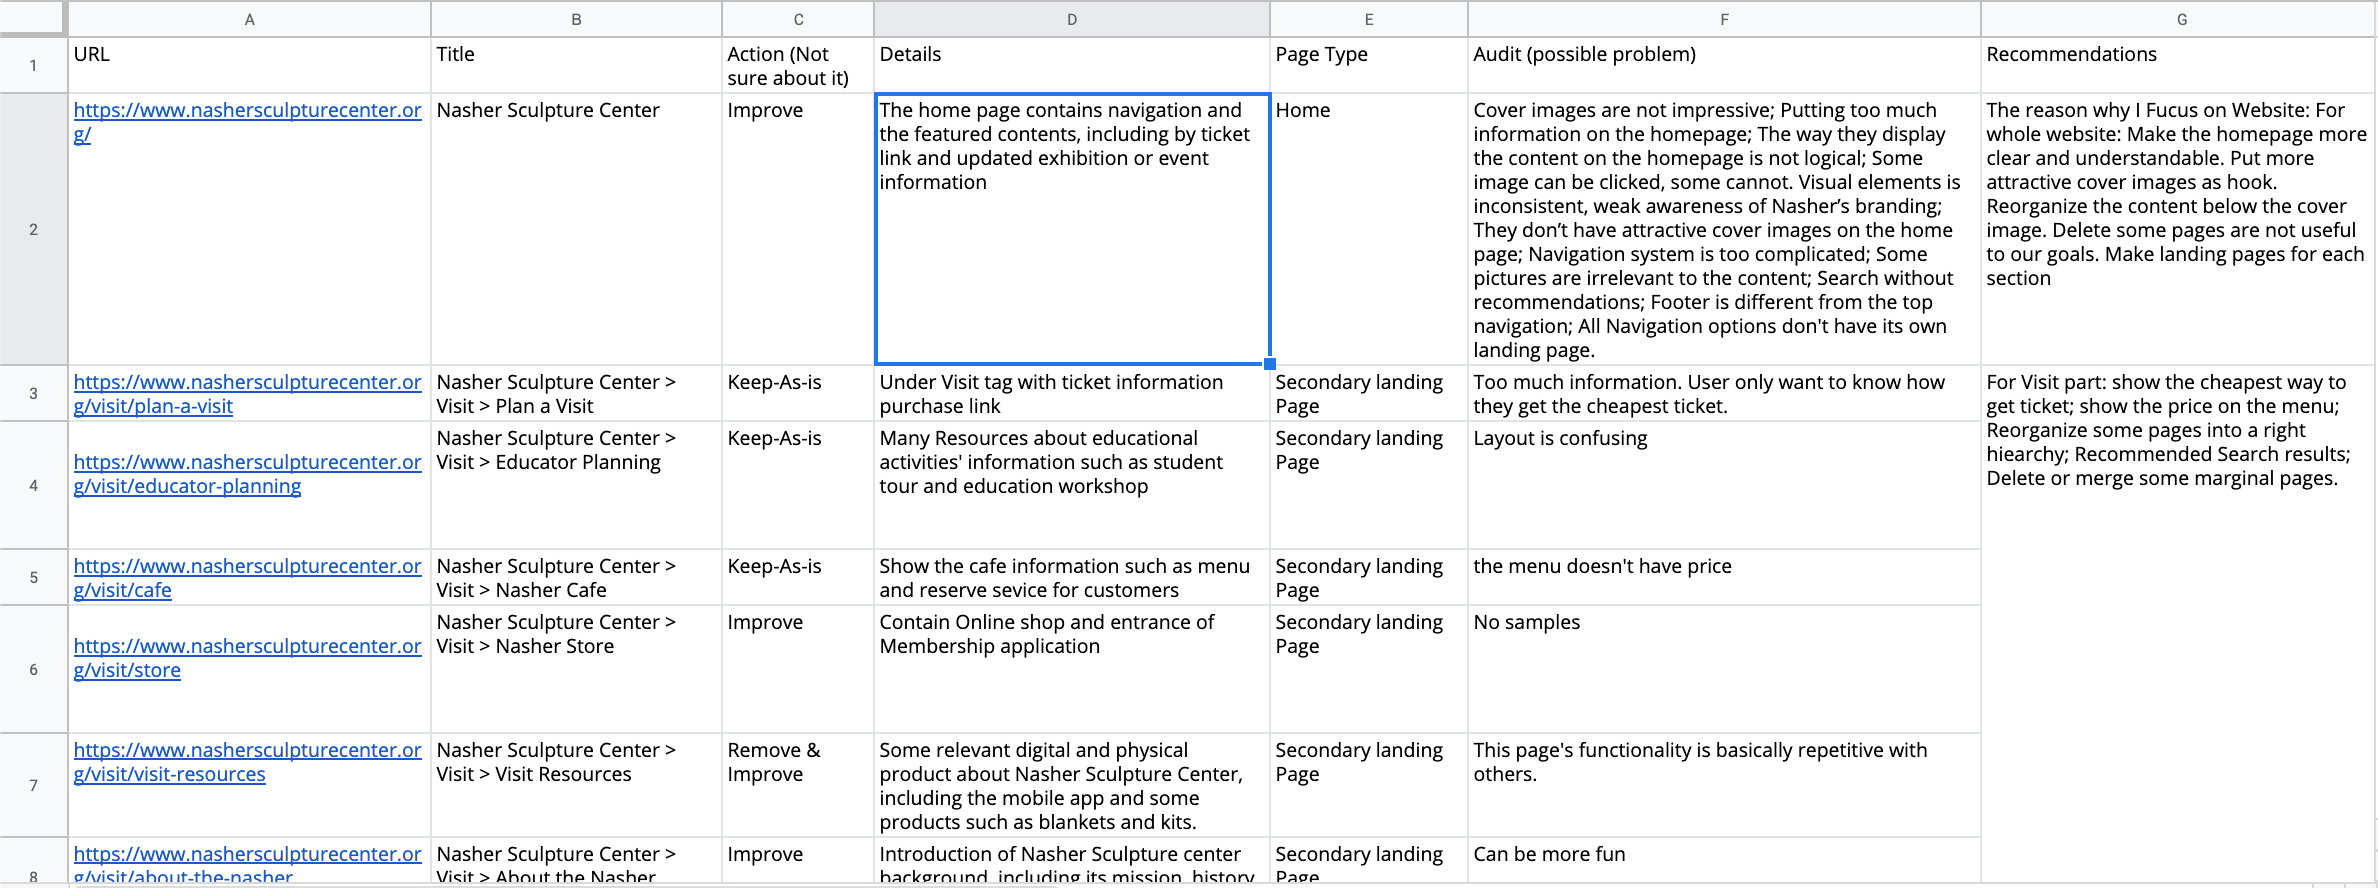 A B C D E F G
1
URL
Title
Action (Not
sure about it)
Details
Page Type
Audit (possible problem)
Recommendations
2
https://www.nashersculpturecenter.or
g/
Nasher Sculpture Center
Improve
The home page contains navigation and
the featured contents, including by ticket
link and updated exhibition or event
information
Home
Cover images are not impressive; Putting too much
information on the homepage; The way they display
the content on the homepage is not logical; Some
image can be clicked, some cannot. Visual elements is
inconsistent, weak awareness of Nasher’s branding;
They don’t have attractive cover images on the home
page; Navigation system is too complicated; Some
pictures are irrelevant to the content; Search without
recommendations; Footer is different from the top
navigation; All Navigation options don't have its own
landing page.
The reason why I Fucus on Website: For
whole website: Make the homepage more
clear and understandable. Put more
attractive cover images as hook.
Reorganize the content below the cover
image. Delete some pages are not useful
to our goals. Make landing pages for each
section
3
https://www.nashersculpturecenter.or
g/visit/plan-a-visit
Nasher Sculpture Center >
Visit > Plan a Visit
Keep-As-is
Under Visit tag with ticket information
purchase link
Secondary landing
Page
Too much information. User only want to know how
they get the cheapest ticket.
For Visit part: show the cheapest way to
get ticket; show the price on the menu;
Reorganize some pages into a right
hiearchy; Recommended Search results;
Delete or merge some marginal pages.
4
https://www.nashersculpturecenter.or
g/visit/educator-planning
Nasher Sculpture Center >
Visit > Educator Planning
Keep-As-is
Many Resources about educational
activities' information such as student
tour and education workshop
Secondary landing
Page
Layout is confusing
5
https://www.nashersculpturecenter.or
g/visit/cafe
Nasher Sculpture Center >
Visit > Nasher Cafe
Keep-As-is
Show the cafe information such as menu
and reserve sevice for customers
Secondary landing
Page
the menu doesn't have price
6
https://www.nashersculpturecenter.or
g/visit/store
Nasher Sculpture Center >
Visit > Nasher Store
Improve
Contain Online shop and entrance of
Membership application
Secondary landing
Page
No samples
7
https://www.nashersculpturecenter.or
g/visit/visit-resources
Nasher Sculpture Center >
Visit > Visit Resources
Remove &
Improve
Some relevant digital and physical
product about Nasher Sculpture Center,
including the mobile app and some
products such as blankets and kits.
Secondary landing
Page
This page's functionality is basically repetitive with
others.
8
https://www.nashersculpturecenter.or
g/visit/about-the-nasher
Nasher Sculpture Center >
Visit > About the Nasher
Improve
Introduction of Nasher Sculpture center
background, including its mission, history
Secondary landing
Page
Can be more fun